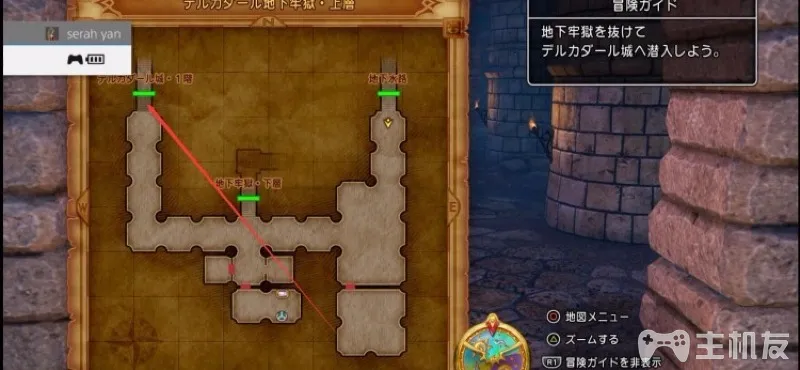 デルカダール地下牢獄・上層
N
serah yan
デルカダール城・1階
地下水路
地下牢獄・下層
W
E
冒険ガイド
地下牢獄を抜けて
デルカダール城へ潜入しよう。
地図メニュー
ズームする
R1 冒険ガイドを非表示
主机友